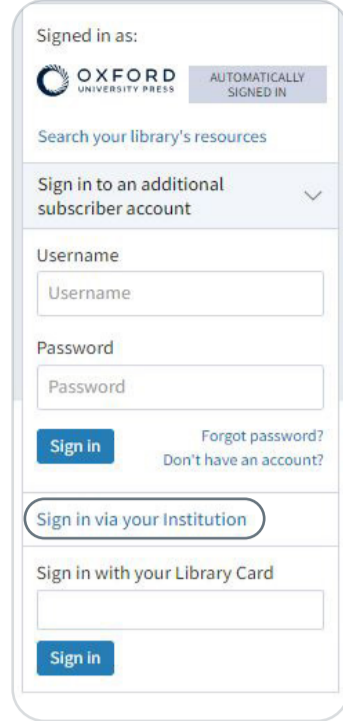 Signed in as:
OXFORD
UNIVERSITY PRESS
AUTOMATICALLY
SIGNED IN
Search your library's resources
Sign in to an additional
subscriber account
Username
Username
Password
Password
Sign in
Forgot password?
Don't have an account?
Sign in via your Institution
Sign in with your Library Card
Sign in